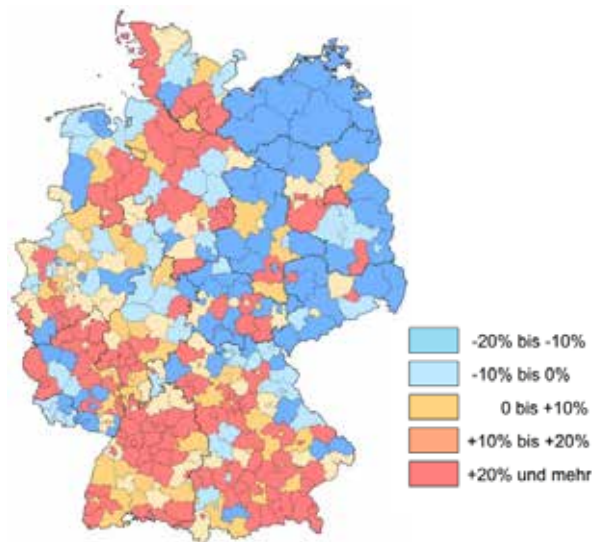 -20% bis -10%
-10% bis 0%
0 bis +10%
+10% bis +20%
+20% und mehr